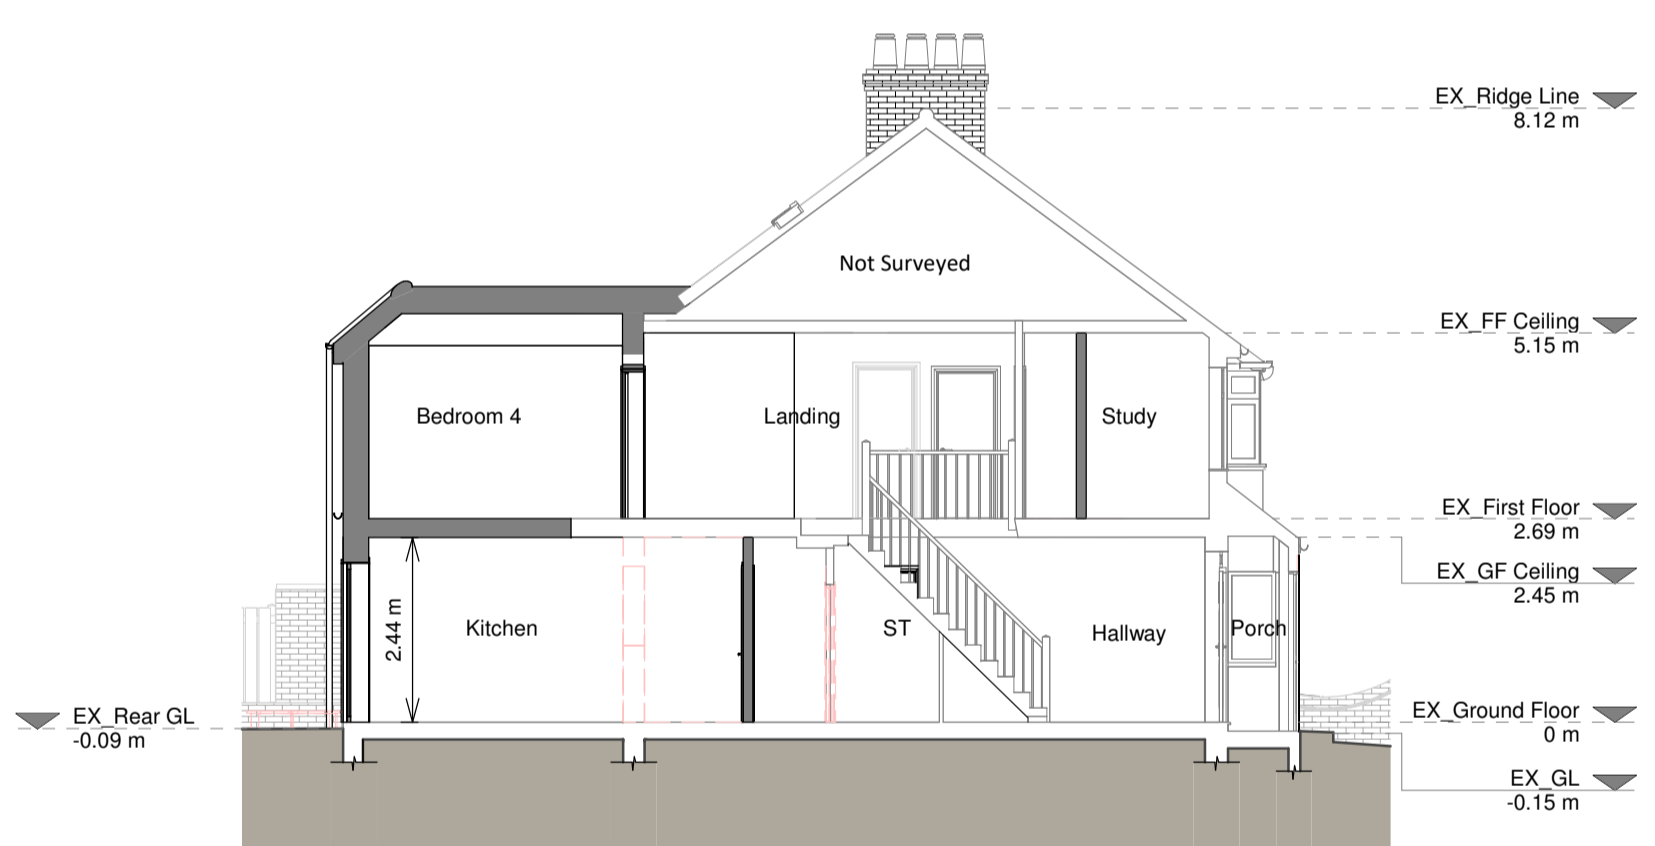 EX_Ridge Line
8.12 m
Not Surveyed
EX_FF Ceiling
5.15 m
Bedroom 4
Landing
Study
EX_First Floor
2.69 m
EX_GF Ceiling
2.45 m
2.44 m
Kitchen
ST
Hallway
Porch
EX_Rear GL
-0.09 m
EX_Ground Floor
0 m
EX_GL
-0.15 m